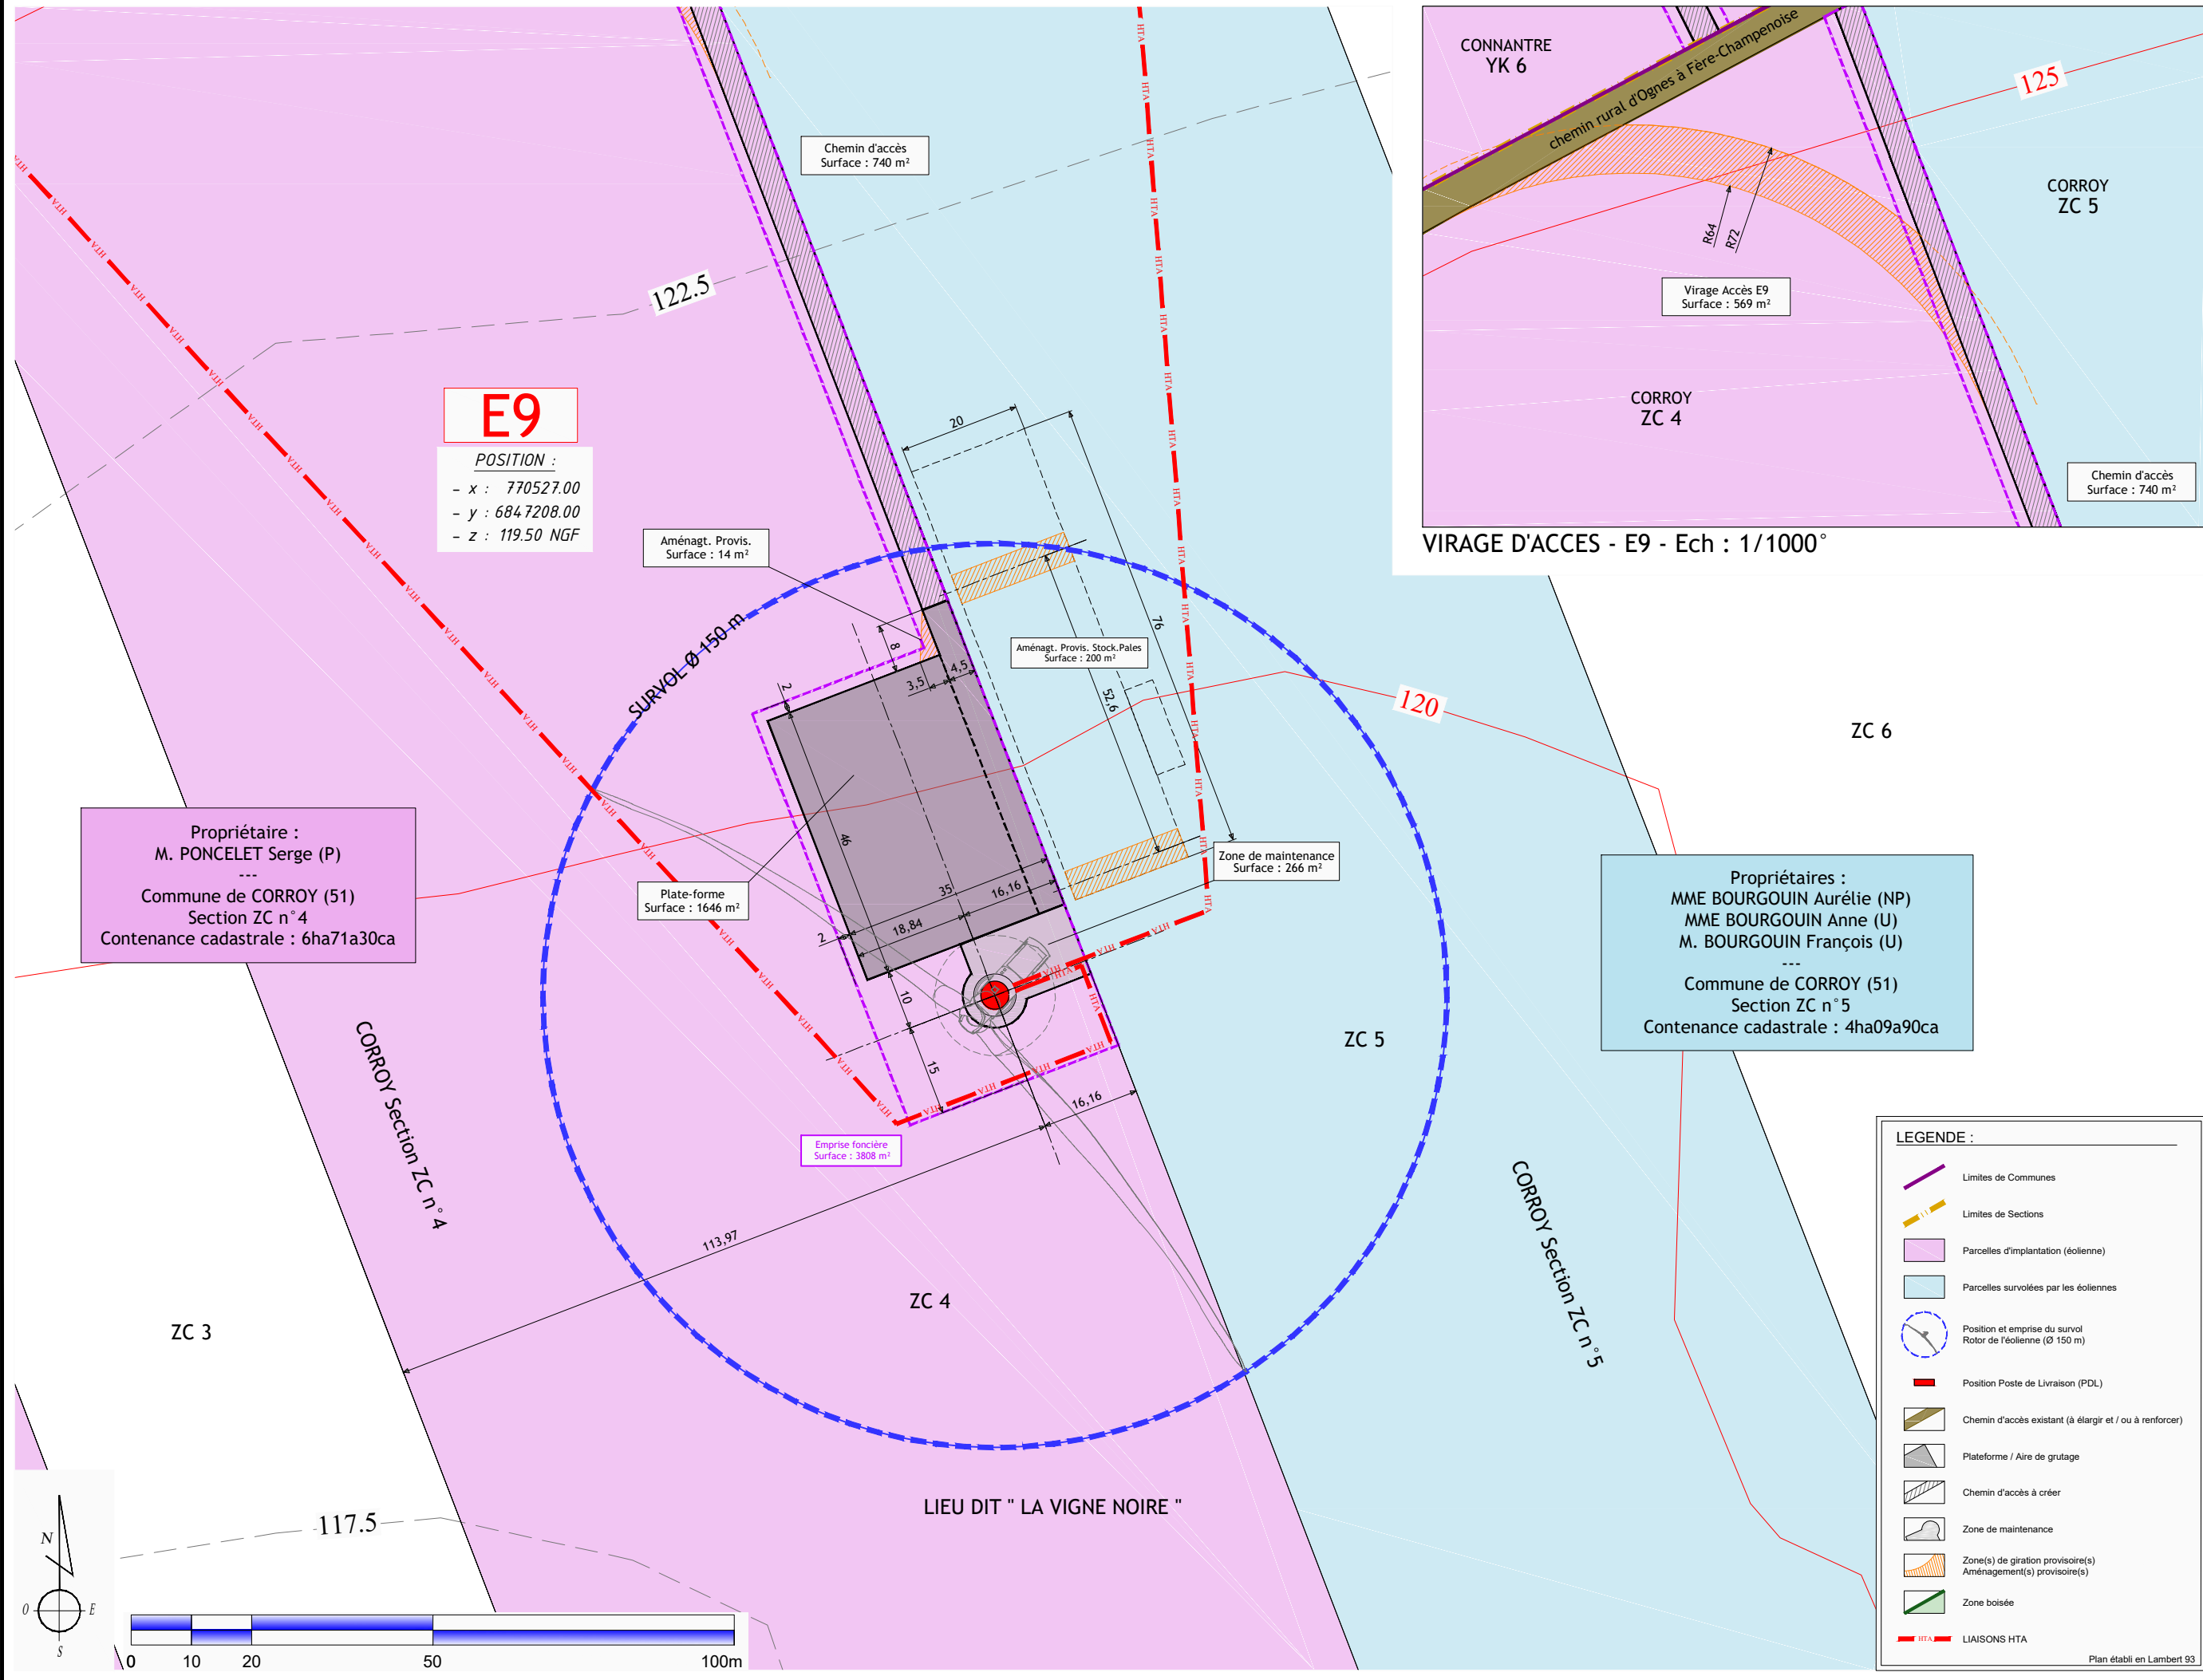 Chemin d'accès
Surface : 740 m²
122.5
E9
POSITION :
- x : 770527.00
- y : 6847208.00
- z : 119.50 NGF
Aménagt. Provis.
Surface : 14 m²
SURVOL Ø 150 m
20
76
8
2
3,5
4,5
Aménagt. Provis. Stock.Pales
Surface : 200 m²
52,6
120
46
Plate-forme
Surface : 1646 m²
35
16,16
18,84
2
Zone de maintenance
Surface : 266 m²
10
15
16,16
113,97
Emprise foncière
Surface : 3808 m²
HTA
Propriétaire :
M. PONCELET Serge (P)
---
Commune de CORROY (51)
Section ZC n°4
Contenance cadastrale : 6ha71a30ca
CORROY Section ZC n°4
ZC 3
ZC 4
ZC 5
ZC 6
CORROY Section ZC n°5
Propriétaires :
MME BOURGOUIN Aurélie (NP)
MME BOURGOUIN Anne (U)
M. BOURGOUIN François (U)
---
Commune de CORROY (51)
Section ZC n°5
Contenance cadastrale : 4ha09a90ca
LIEU DIT " LA VIGNE NOIRE "
117.5
N
O
E
S
0 10 20 50 100m
CONNANTRE
YK 6
chemin rural d'Ognes à Fère-Champenoise
125
CORROY
ZC 5
R64
R72
Virage Accès E9
Surface : 569 m²
CORROY
ZC 4
Chemin d'accès
Surface : 740 m²
VIRAGE D'ACCES - E9 - Ech : 1/1000°
LEGENDE :
Limites de Communes
Limites de Sections
Parcelles d'implantation (éolienne)
Parcelles survolées par les éoliennes
Position et emprise du survol
Rotor de l'éolienne (Ø 150 m)
Position Poste de Livraison (PDL)
Chemin d'accès existant (à élargir et / ou à renforcer)
Plateforme / Aire de grutage
Chemin d'accès à créer
Zone de maintenance
Zone(s) de giration provisoire(s)
Aménagement(s) provisoire(s)
Zone boisée
HTA LIAISONS HTA
Plan établi en Lambert 93